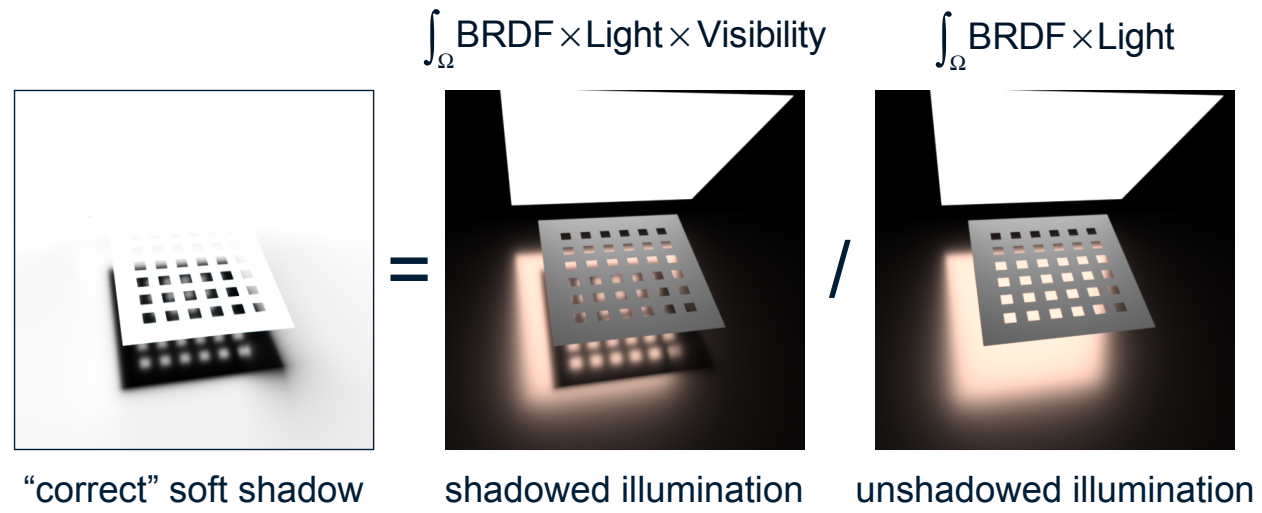 ∫Ω BRDF × Light × Visibility
∫Ω BRDF × Light
= /
“correct” soft shadow
shadowed illumination
unshadowed illumination